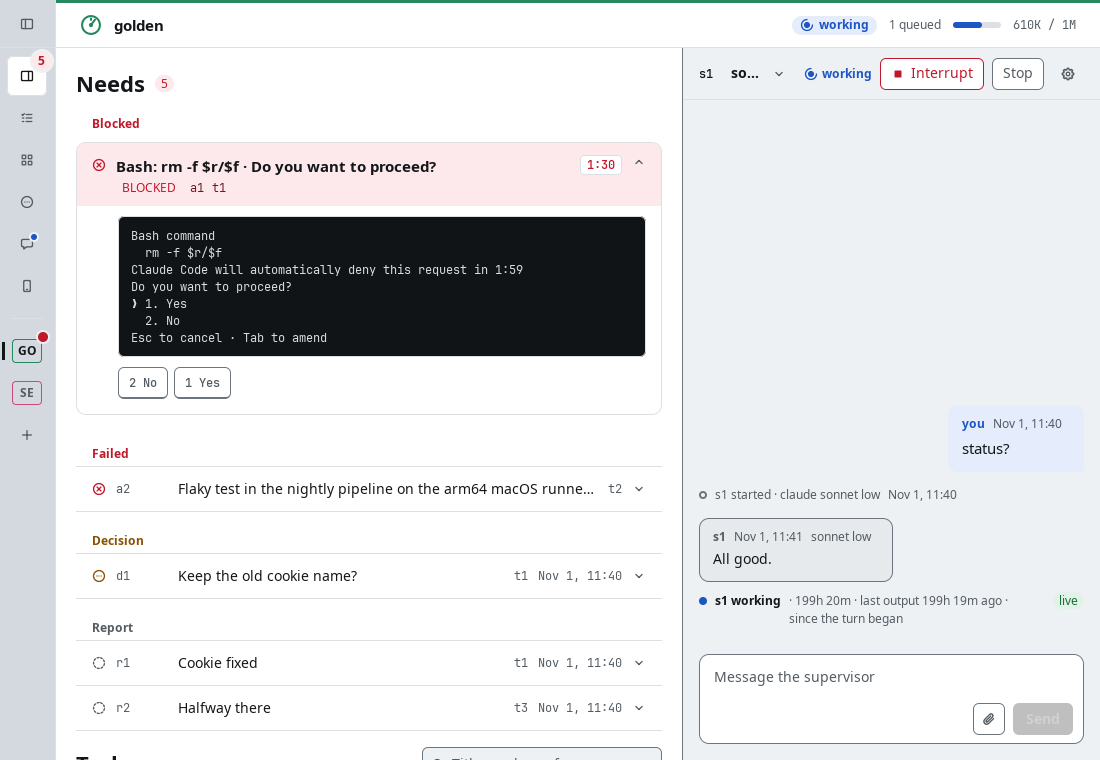 golden
working
1 queued
610K / 1M
5
Needs 5
Blocked
Bash: rm -f $r/$f · Do you want to proceed?
1:30
BLOCKED a1 t1
Bash command
rm -f $r/$f
Claude Code will automatically deny this request in 1:59
Do you want to proceed?
❯ 1. Yes
2. No
Esc to cancel · Tab to amend
2 No
1 Yes
Failed
a2 Flaky test in the nightly pipeline on the arm64 macOS runne... t2
Decision
d1 Keep the old cookie name? t1 Nov 1, 11:40
Report
r1 Cookie fixed t1 Nov 1, 11:40
r2 Halfway there t3 Nov 1, 11:40
GO
SE
s1 so...
working
Interrupt
Stop
you Nov 1, 11:40
status?
s1 started · claude sonnet low Nov 1, 11:40
s1 Nov 1, 11:41 sonnet low
All good.
s1 working · 199h 20m · last output 199h 19m ago ·
since the turn began
live
Message the supervisor
Send